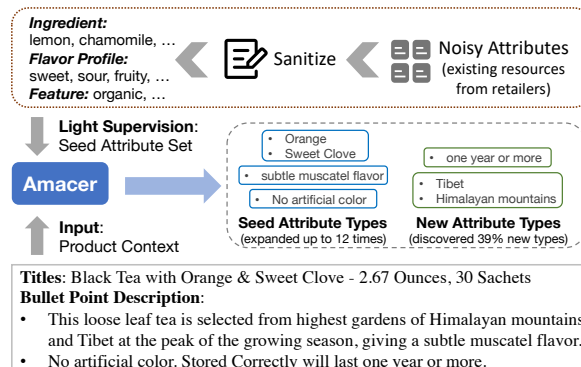 Ingredient:
lemon, chamomile, …
Flavor Profile:
sweet, sour, fruity, …
Feature: organic, …
Sanitize
Noisy Attributes
(existing resources
from retailers)
Light Supervision:
Seed Attribute Set
Amacer
Input:
Product Context
• Orange
• Sweet Clove
• subtle muscatel flavor
• No artificial color
Seed Attribute Types
(expanded up to 12 times)
• one year or more
• Tibet
• Himalayan mountains
New Attribute Types
(discovered 39% new types)
Titles: Black Tea with Orange & Sweet Clove - 2.67 Ounces, 30 Sachets
Bullet Point Description:
• This loose leaf tea is selected from highest gardens of Himalayan mountains
and Tibet at the peak of the growing season, giving a subtle muscatel flavor.
• No artificial color. Stored Correctly will last one year or more.